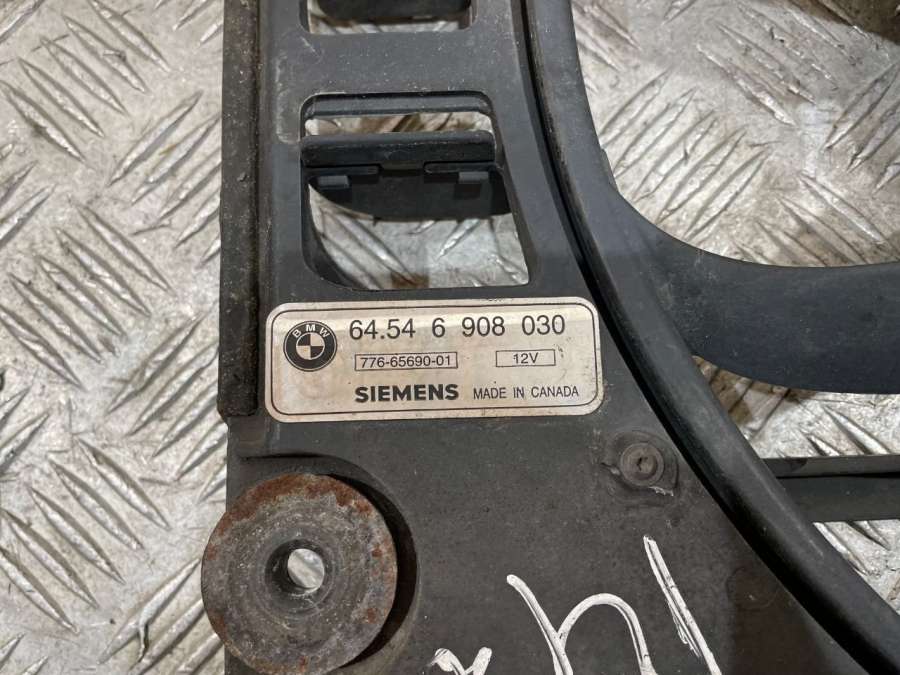 BMW
64.54 6 908 030
776-65690-01 12V
SIEMENS MADE IN CANADA